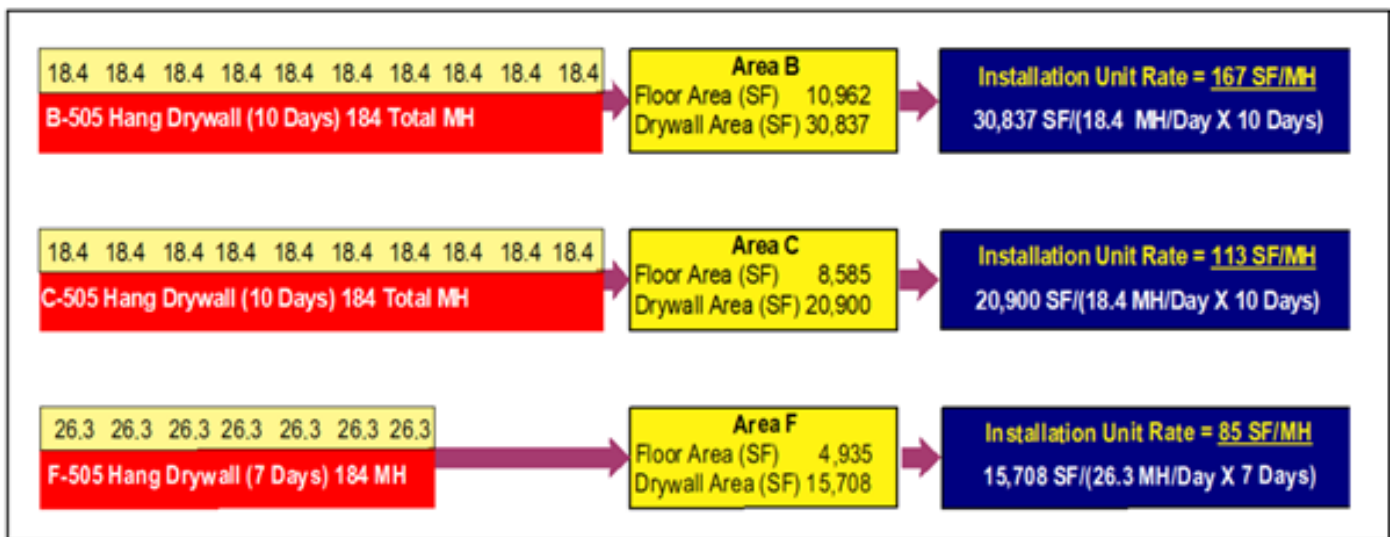 18.4 18.4 18.4 18.4 18.4 18.4 18.4 18.4 18.4 18.4
B-505 Hang Drywall (10 Days) 184 Total MH
Area B
Floor Area (SF) 10,962
Drywall Area (SF) 30,837
Installation Unit Rate = 167 SF/MH
30,837 SF/(18.4 MH/Day X 10 Days)
18.4 18.4 18.4 18.4 18.4 18.4 18.4 18.4 18.4 18.4
C-505 Hang Drywall (10 Days) 184 Total MH
Area C
Floor Area (SF) 8,585
Drywall Area (SF) 20,900
Installation Unit Rate = 113 SF/MH
20,900 SF/(18.4 MH/Day X 10 Days)
26.3 26.3 26.3 26.3 26.3 26.3 26.3
F-505 Hang Drywall (7 Days) 184 MH
Area F
Floor Area (SF) 4,935
Drywall Area (SF) 15,708
Installation Unit Rate = 85 SF/MH
15,708 SF/(26.3 MH/Day X 7 Days)